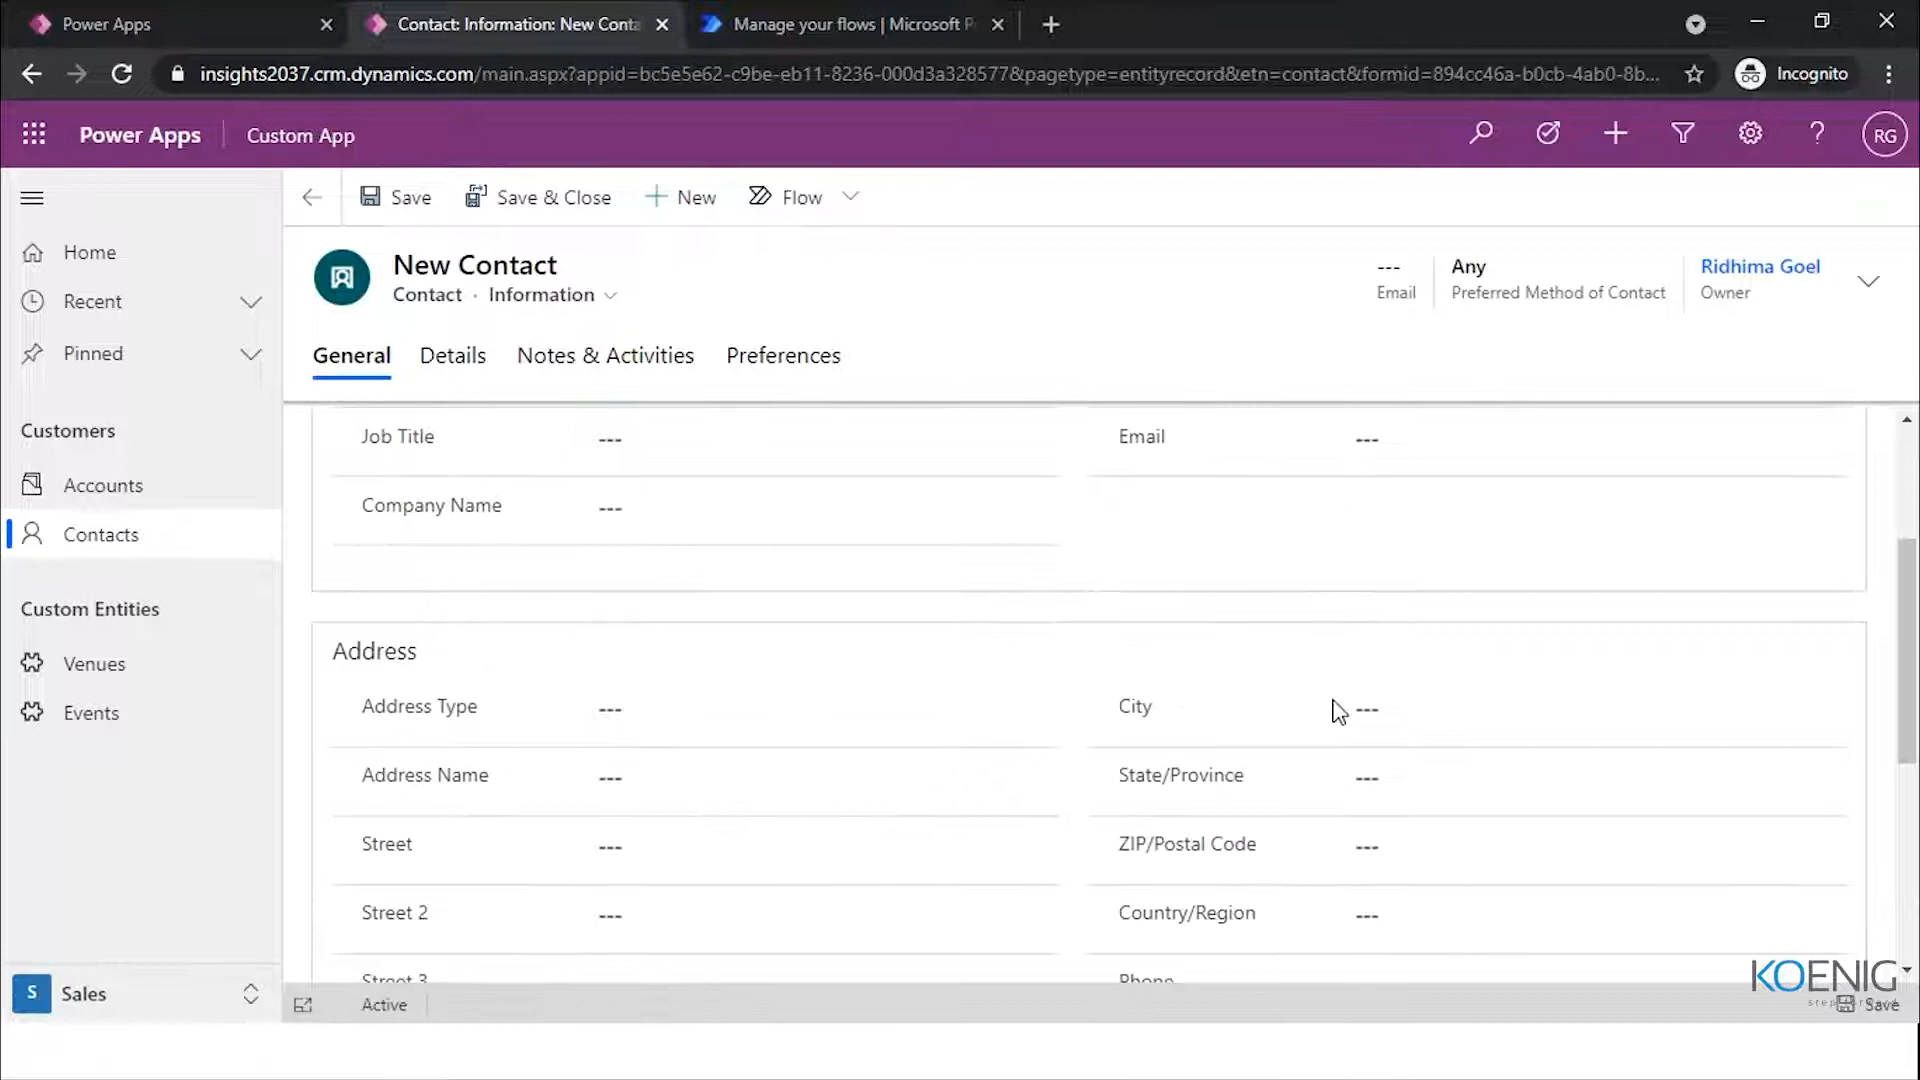 Power Apps
Contact: Information: New Conta
Manage your flows | Microsoft P
insights2037.crm.dynamics.com/main.aspx?appid=bc5e5e62-c9be-eb11-8236-000d3a328577&pagetype=entityrecord&etn=contact&formid=894cc46a-b0cb-4ab0-8b...
Incognito
Power Apps
Custom App
RG
Save
Save & Close
New
Flow
Home
Recent
Pinned
Customers
Accounts
Contacts
Custom Entities
Venues
Events
S Sales
New Contact
Contact · Information
---
Email
Any
Preferred Method of Contact
Ridhima Goel
Owner
General
Details
Notes & Activities
Preferences
Job Title ---
Email ---
Company Name ---
Address
Address Type ---
City ---
Address Name ---
State/Province ---
Street ---
ZIP/Postal Code ---
Street 2 ---
Country/Region ---
Street 3
Phone
Active
KOENIG
Save